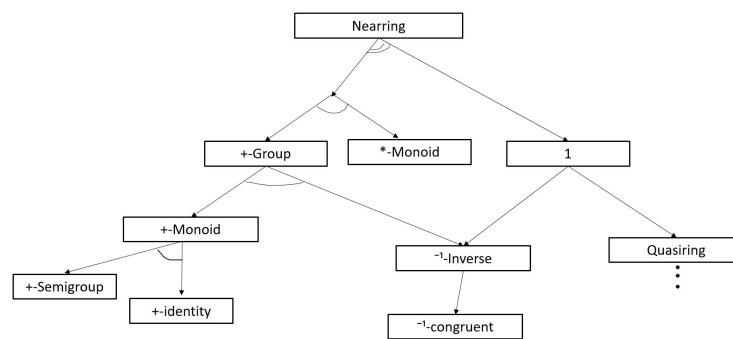 Nearring
+-Group
*-Monoid
1
+-Monoid
⁻¹-Inverse
Quasiring
+-Semigroup
+-identity
⁻¹-congruent